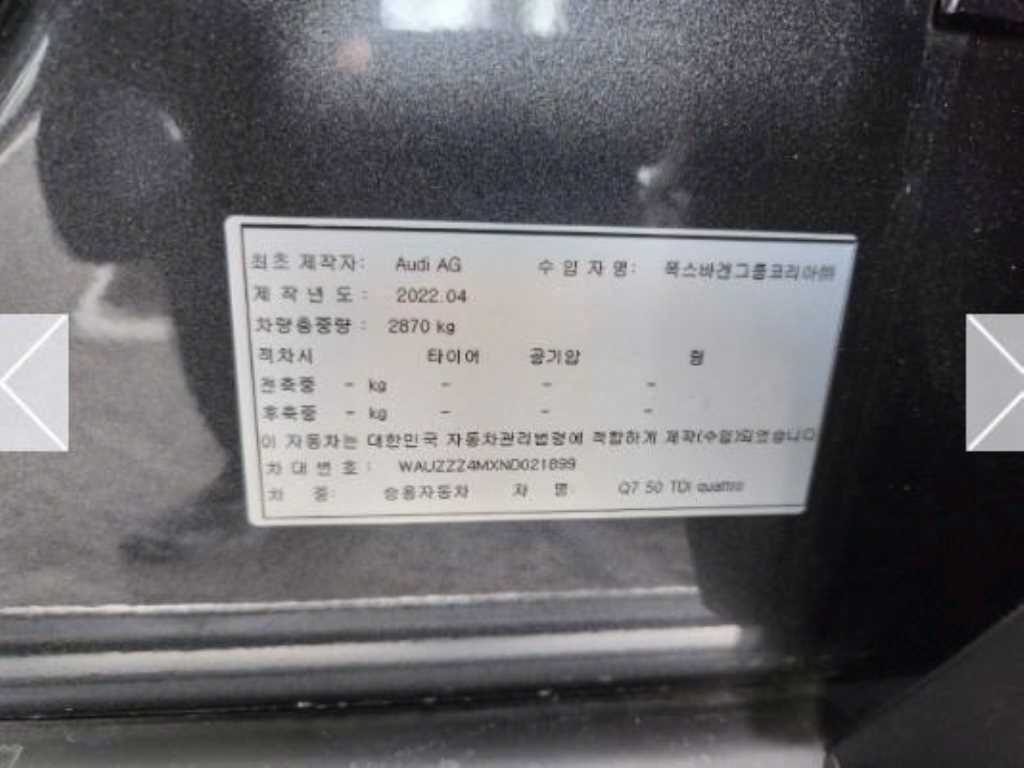 최초 제작자: Audi AG 수입자명: 폭스바겐그룹코리아㈜
제작년도: 2022.04
차량총중량: 2870 kg
적차시 타이어 공기압 림
전축중 - kg - - -
후축중 - kg - - -
이 자동차는 대한민국 자동차관리법령에 적합하게 제작(수입)되었습니다
차대번호: WAUZZZ4MXND021899
차 종: 승용자동차 차 명: Q7 50 TDI quattro